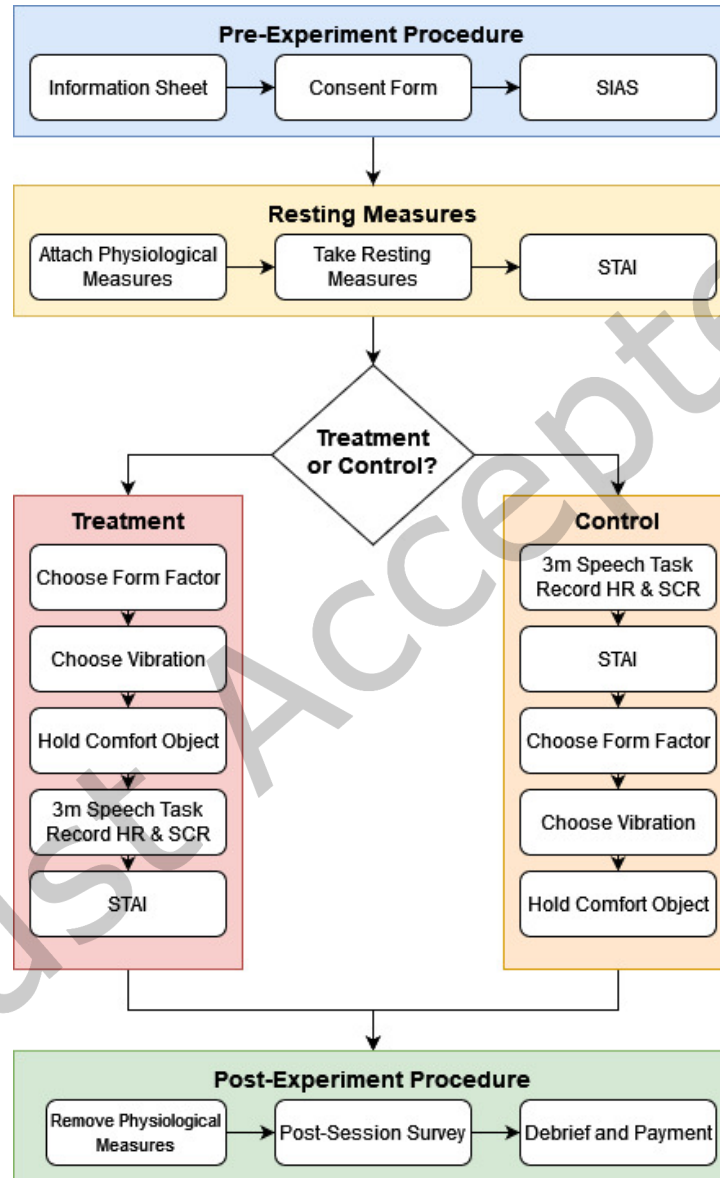 Pre-Experiment Procedure
Information Sheet
Consent Form
SIAS
Resting Measures
Attach Physiological
Measures
Take Resting
Measures
STAI
Treatment
or Control?
Treatment
Choose Form Factor
Choose Vibration
Hold Comfort Object
3m Speech Task
Record HR & SCR
STAI
Control
3m Speech Task
Record HR & SCR
STAI
Choose Form Factor
Choose Vibration
Hold Comfort Object
Post-Experiment Procedure
Remove Physiological
Measures
Post-Session Survey
Debrief and Payment
ust Accepte